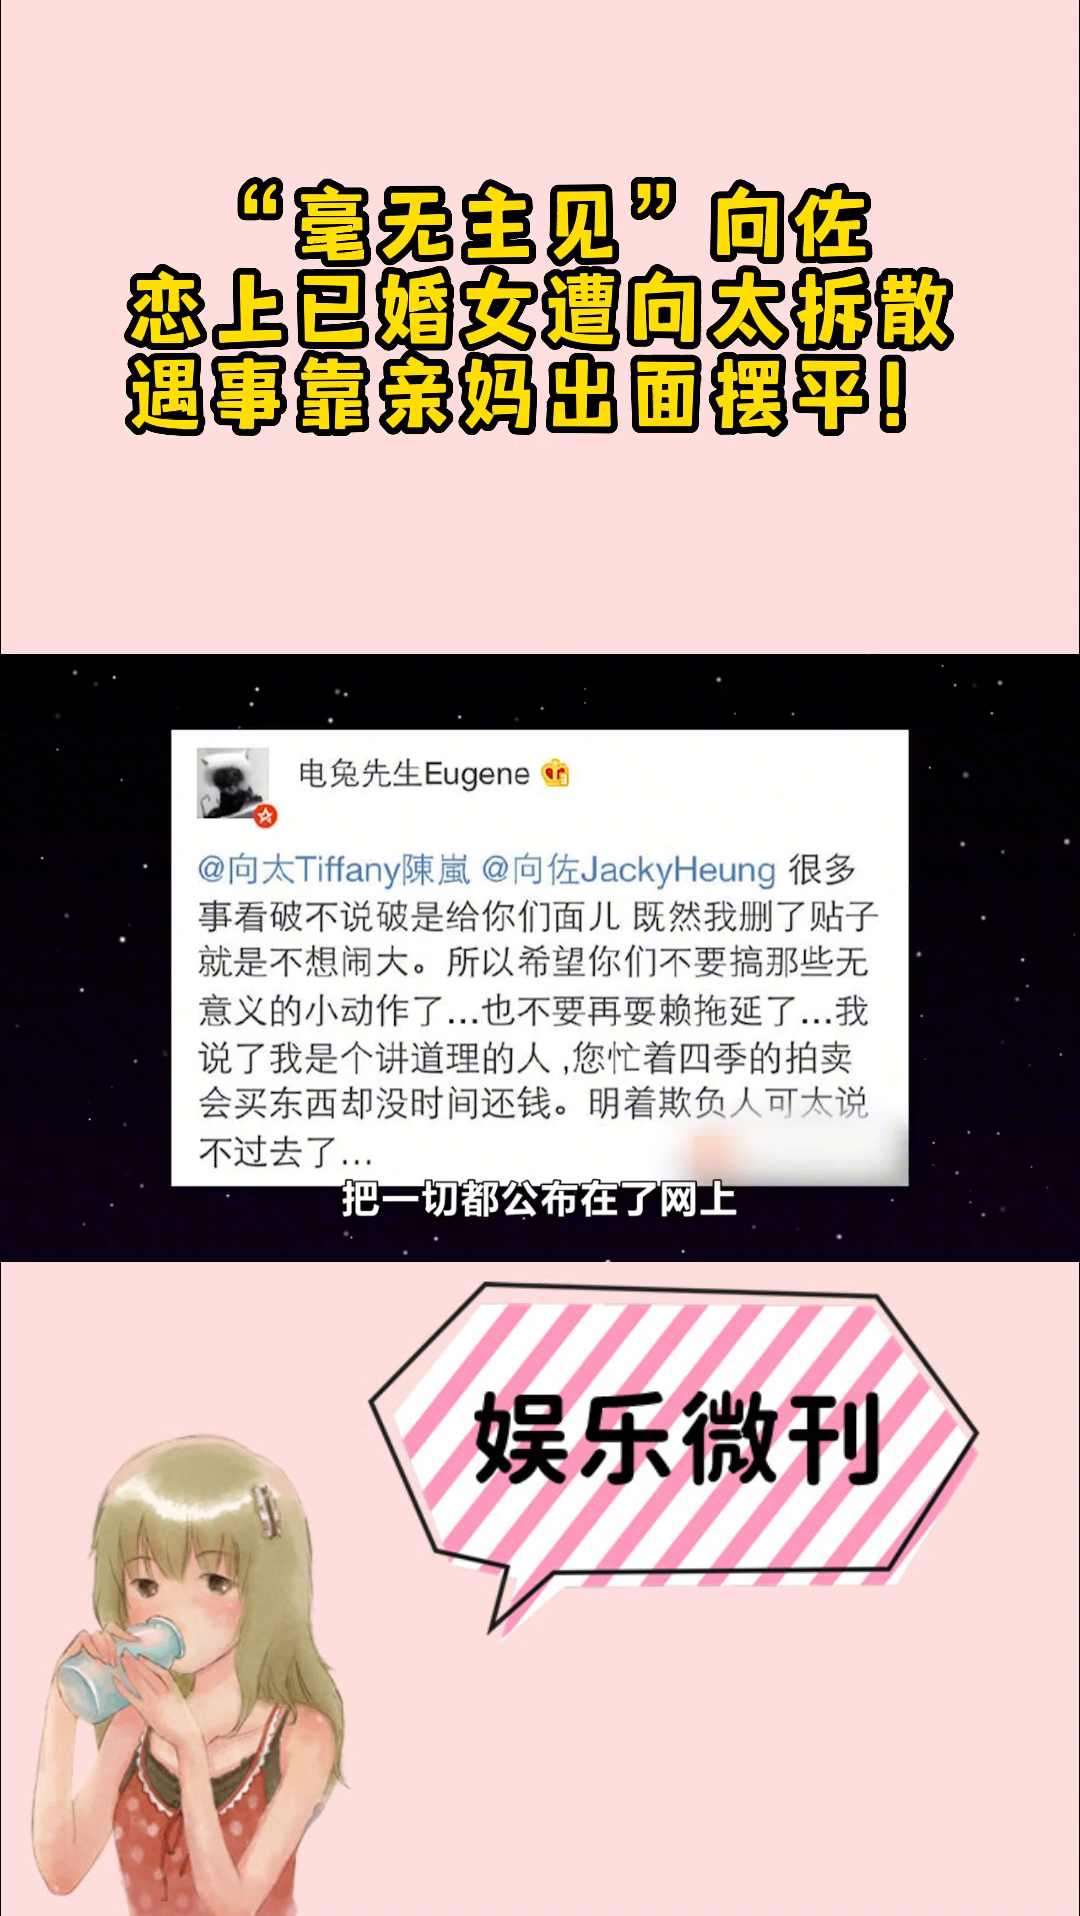 “毫无主见”向佐
恋上已婚女遭向太拆散
遇事靠亲妈出面摆平！
电兔先生Eugene
@向太Tiffany陳嵐 @向佐JackyHeung 很多
事看破不说破是给你们面儿 既然我删了贴子
就是不想闹大。所以希望你们不要搞那些无
意义的小动作了...也不要再耍赖拖延了...我
说了我是个讲道理的人,您忙着四季的拍卖
会买东西却没时间还钱。明着欺负人可太说
不过去了...
把一切都公布在了网上
娱乐微刊